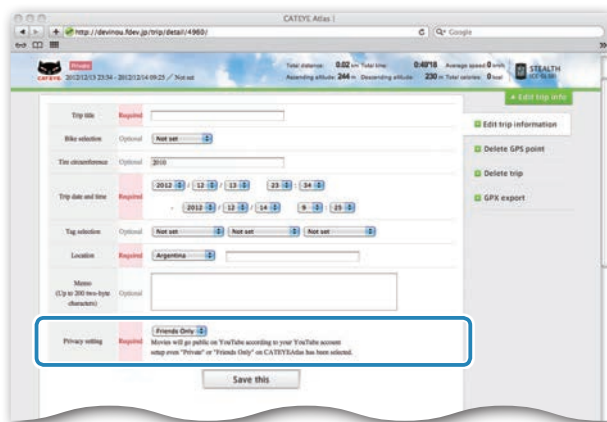 CATEYE Atlas |
http://devinou.fdev.jp/trip/detail/4960/
Google
Private
CATEYE
2012/12/13 23:34 - 2012/12/14 09:25 / Not set
Total distance 0.02 km Total time 0:49'18 Average speed 0 km/h
Ascending altitude 244 m Descending altitude 230 m Total calories 0 kcal
STEALTH
Edit trip info
Trip title Required
Bike selection Optional Not set
Tire circumference Optional 2010
Trip date and time Required 2012 / 12 / 13 23 : 34
- 2012 / 12 / 14 9 : 25
Tag selection Optional Not set Not set Not set
Location Required Argentina
Memo
(Up to 200 two-byte
characters) Optional
Privacy setting Required Friends Only
Movies will go public on YouTube according to your YouTube account
setup even "Private" or "Friends Only" on CATEYEAtlas has been selected.
Save this
Edit trip information
Delete GPS point
Delete trip
GPX export